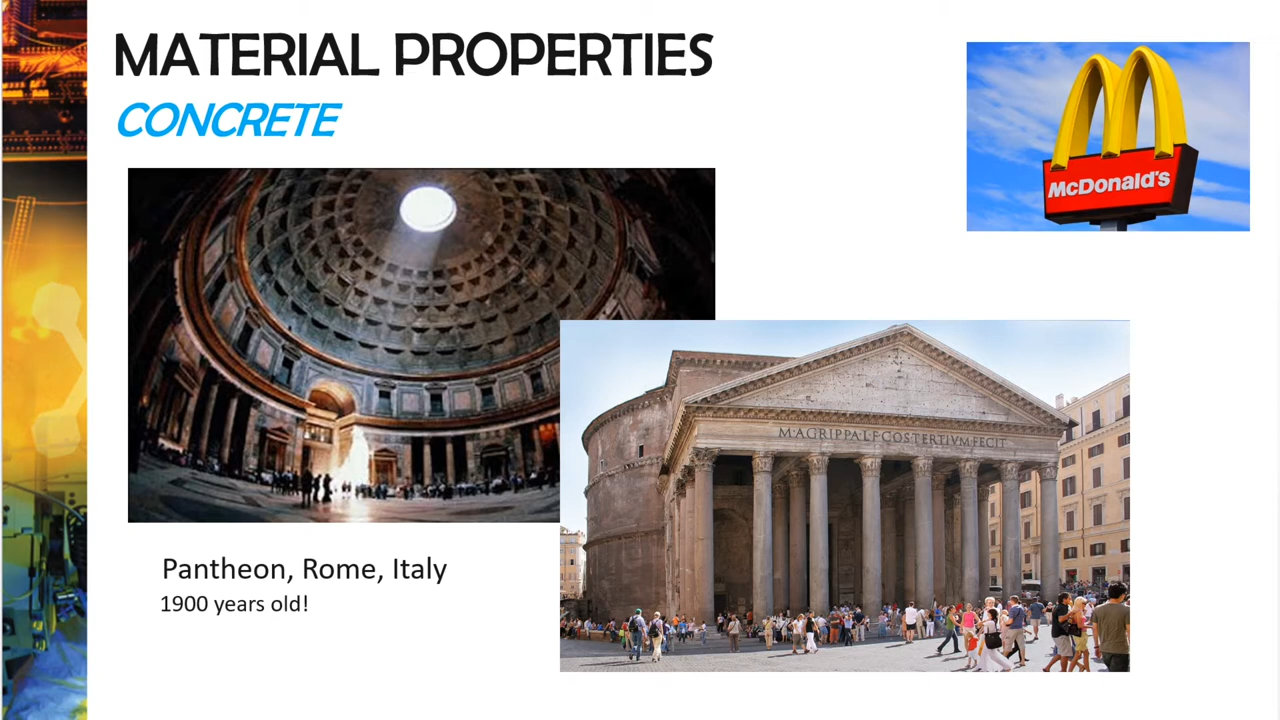 MATERIAL PROPERTIES
CONCRETE
McDonald's
M·AGRIPPA·L·F·COS·TERTIVM·FECIT
Pantheon, Rome, Italy
1900 years old!